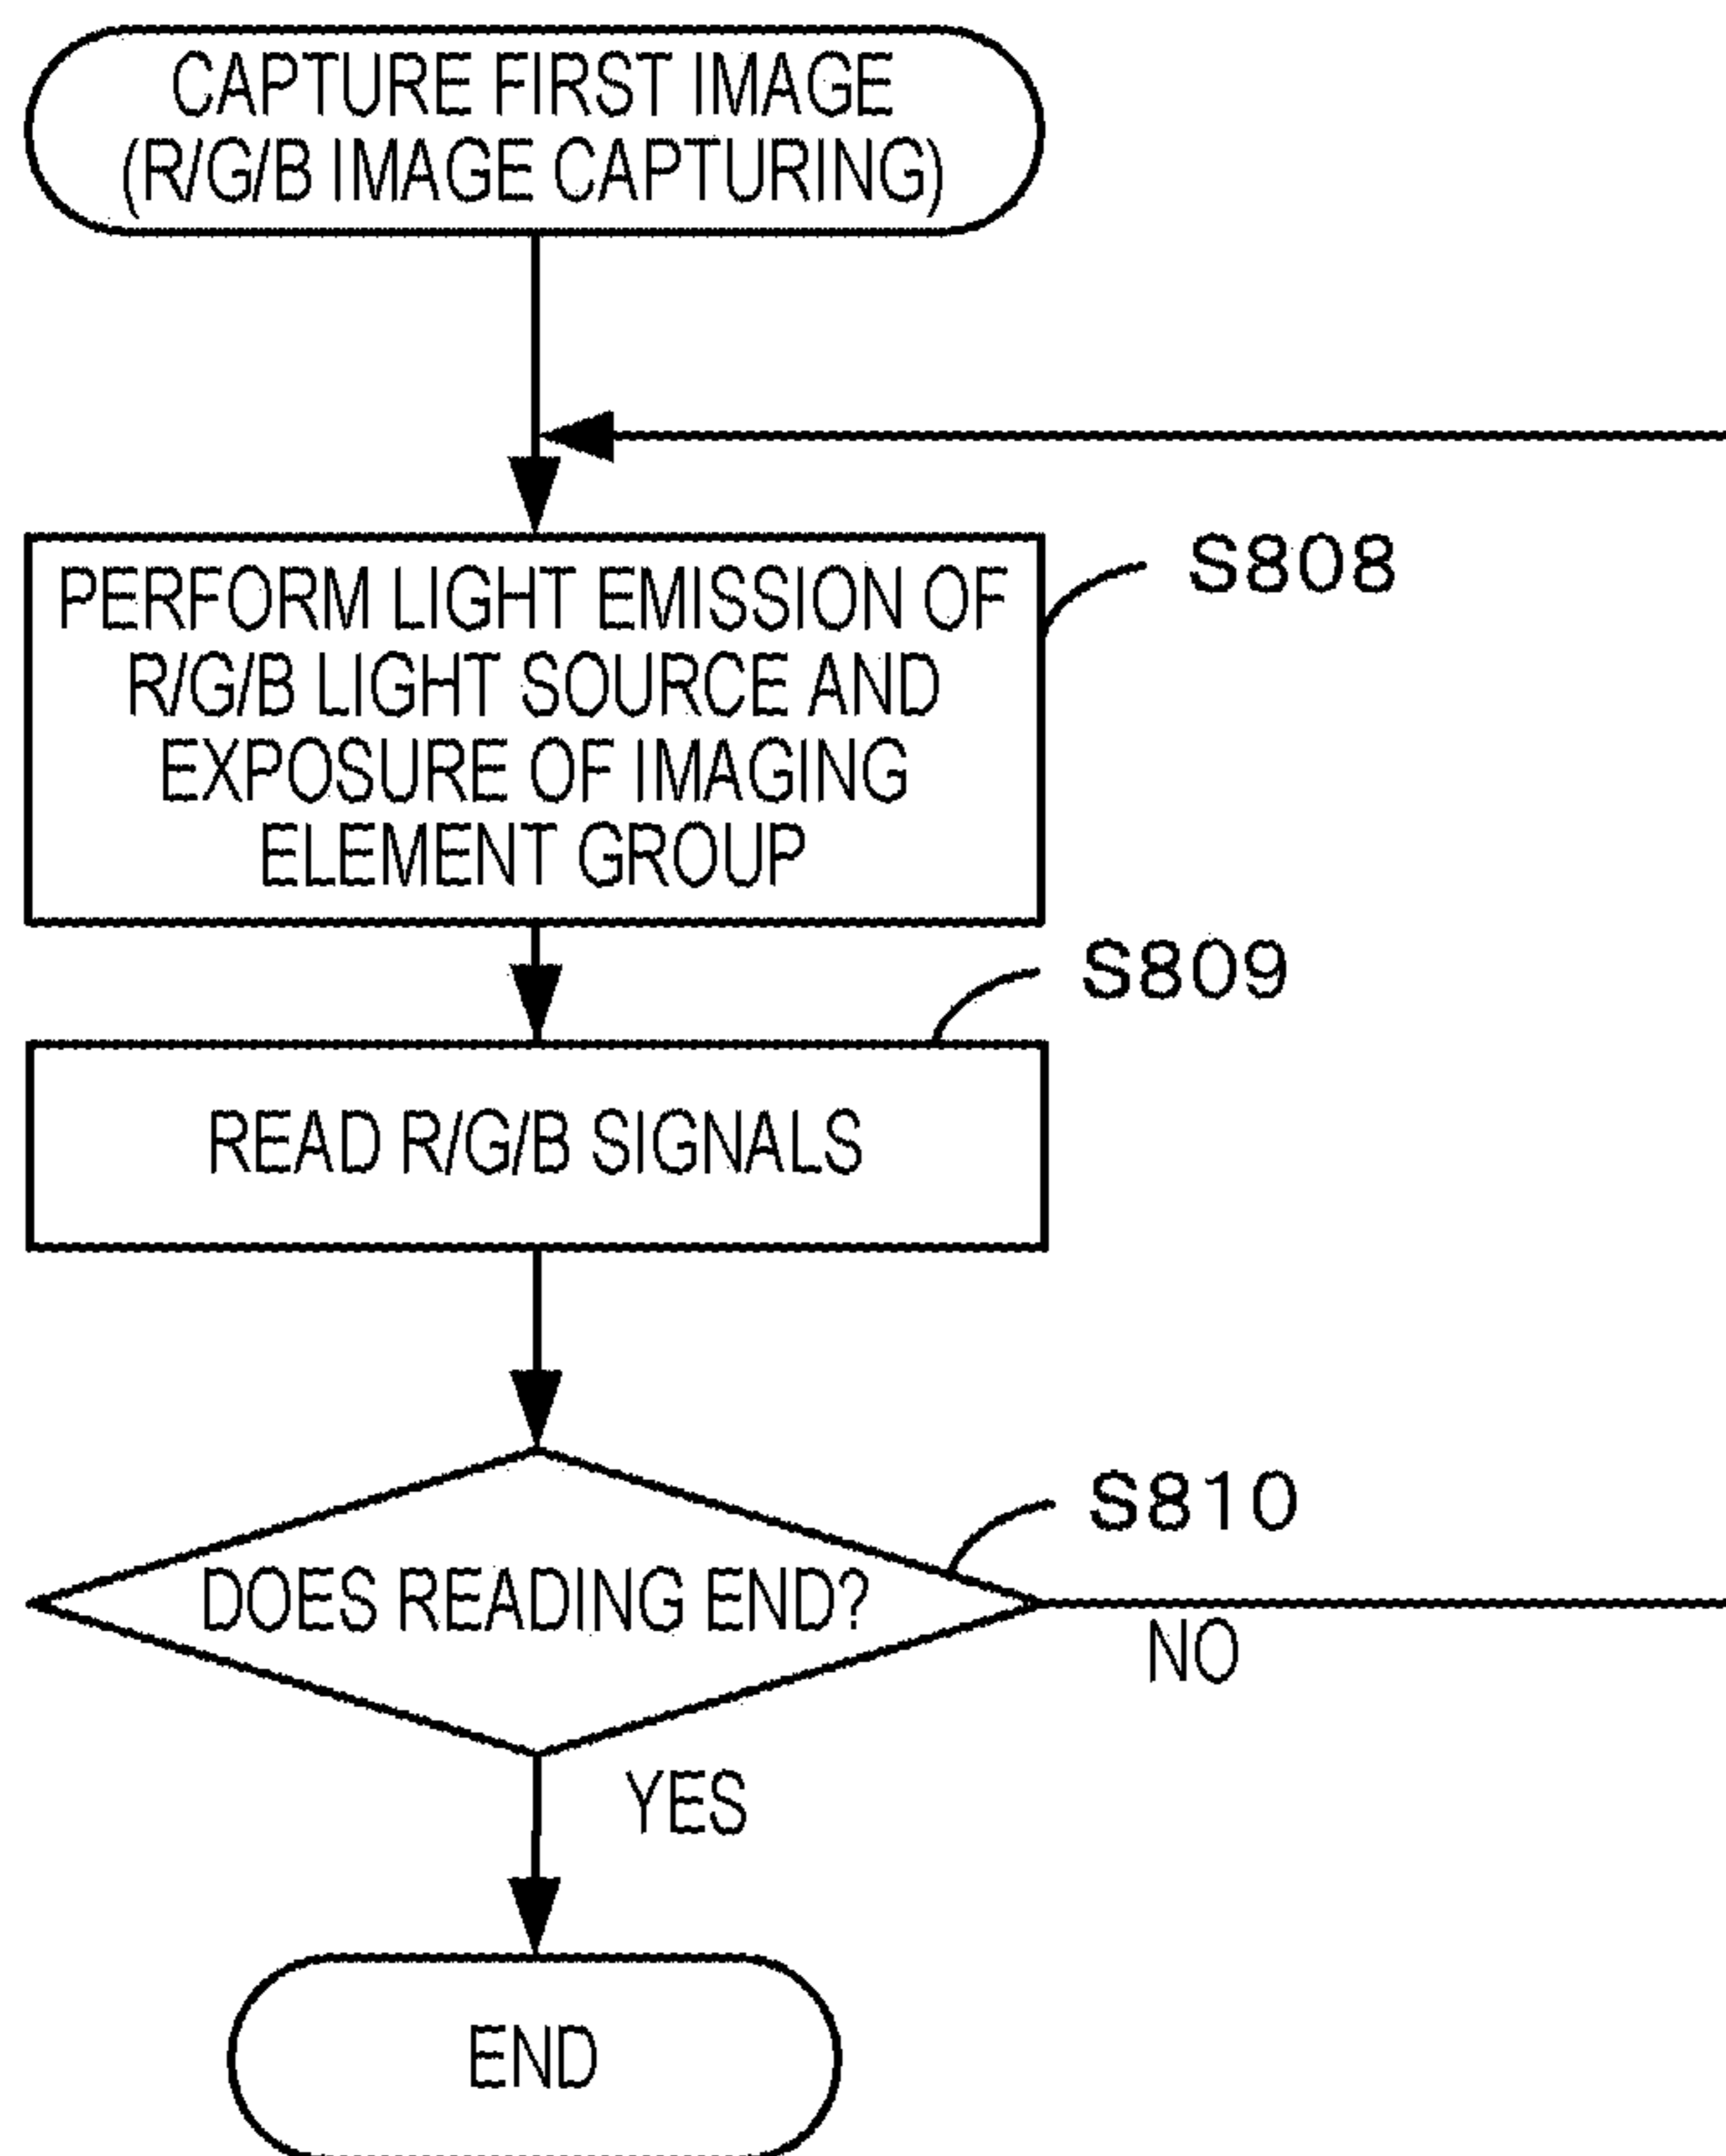 CAPTURE FIRST IMAGE
(R/G/B IMAGE CAPTURING)
PERFORM LIGHT EMISSION OF
R/G/B LIGHT SOURCE AND
EXPOSURE OF IMAGING
ELEMENT GROUP
S808
S809
READ R/G/B SIGNALS
S810
DOES READING END?
NO
YES
END